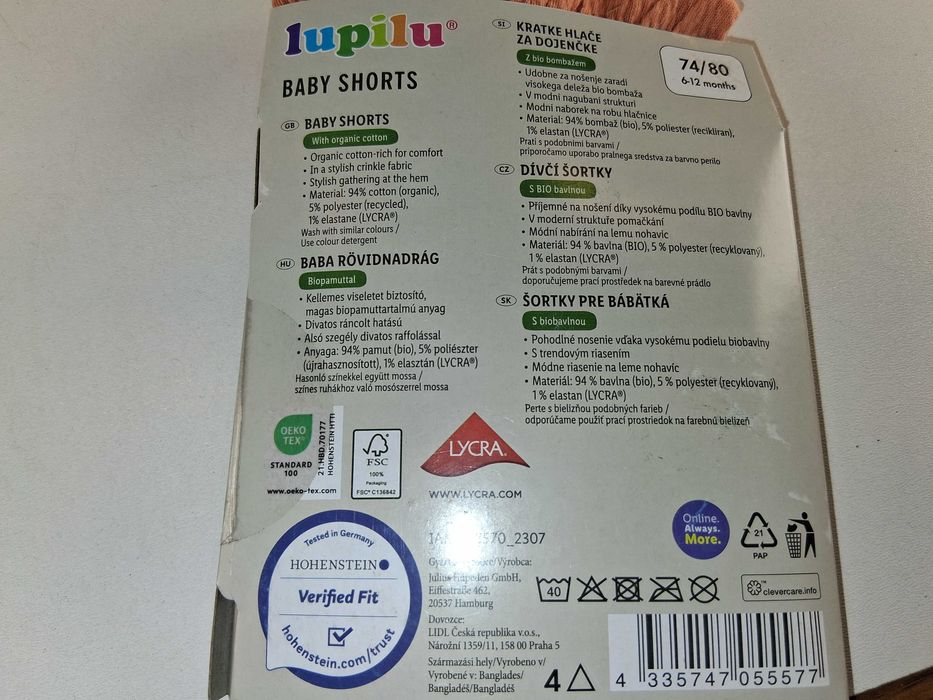 lupilu®
BABY SHORTS
74/80
6-12 months
GB BABY SHORTS
With organic cotton
• Organic cotton-rich for comfort
• In a stylish crinkle fabric
• Stylish gathering at the hem
• Material: 94% cotton (organic),
5% polyester (recycled),
1% elastane (LYCRA®)
Wash with similar colours /
Use colour detergent
HU BABA RÖVIDNADRÁG
Biopamuttal
• Kellemes viseletet biztosító,
magas biopamuttartalmú anyag
• Divatos ráncolt hatású
• Alsó szegély divatos raffolással
• Anyaga: 94% pamut (bio), 5% poliészter
(újrahasznosított), 1% elasztán (LYCRA®)
Hasonló színekkel együtt mossa /
színes ruhákhoz való mosószerrel mossa
SI KRATKE HLAČE
ZA DOJENČKE
Z bio bombažem
• Udobne za nošenje zaradi
visokega deleža bio bombaža
• V modni nagubani strukturi
• Modni naborek na robu hlačnice
• Material: 94% bombaž (bio), 5% poliester (recikliran),
1% elastan (LYCRA®)
Prati s podobnimi barvami /
priporočamo uporabo pralnega sredstva za barvno perilo
CZ DÍVČÍ ŠORTKY
S BIO bavlnou
• Příjemné na nošení díky vysokému podílu BIO bavlny
• V moderní struktuře pomačkání
• Módní nabírání na lemu nohavic
• Materiál: 94 % bavlna (BIO), 5 % polyester (recyklovaný),
1 % elastan (LYCRA®)
Prát s podobnými barvami /
doporučujeme prací prostředek na barevné prádlo
SK ŠORTKY PRE BÁBÄTKÁ
S biobavlnou
• Pohodlné nosenie vďaka vysokému podielu biobavlny
• S trendovým riasením
• Módne riasenie na leme nohavíc
• Materiál: 94 % bavlna (bio), 5 % polyester (recyklovaný),
1 % elastan (LYCRA®)
Perte s bielizňou podobných farieb /
odporúčame použiť prací prostriedok na farebnú bielizeň
OEKO
TEX®
STANDARD
100
21.HBD.70177
HOHENSTEIN HTTI
www.oeko-tex.com
FSC
100%
Packaging
FSC® C136842
LYCRA®
WWW.LYCRA.COM
Tested in Germany
HOHENSTEIN
Verified Fit
hohenstein.com/trust
570_2307
Výrobca:
Julius Hüpeden GmbH,
Eiffestraße 462,
20537 Hamburg
Dovozce:
LIDL Česká republika v.o.s.,
Nárožní 1359/11, 158 00 Praha 5
Származási hely/Vyrobeno v/
Vyrobené v: Banglades/
Bangladéš/Bangladéš
Online.
Always.
More.
21
PAP
40
clevercare.info
4
4 335747 055577